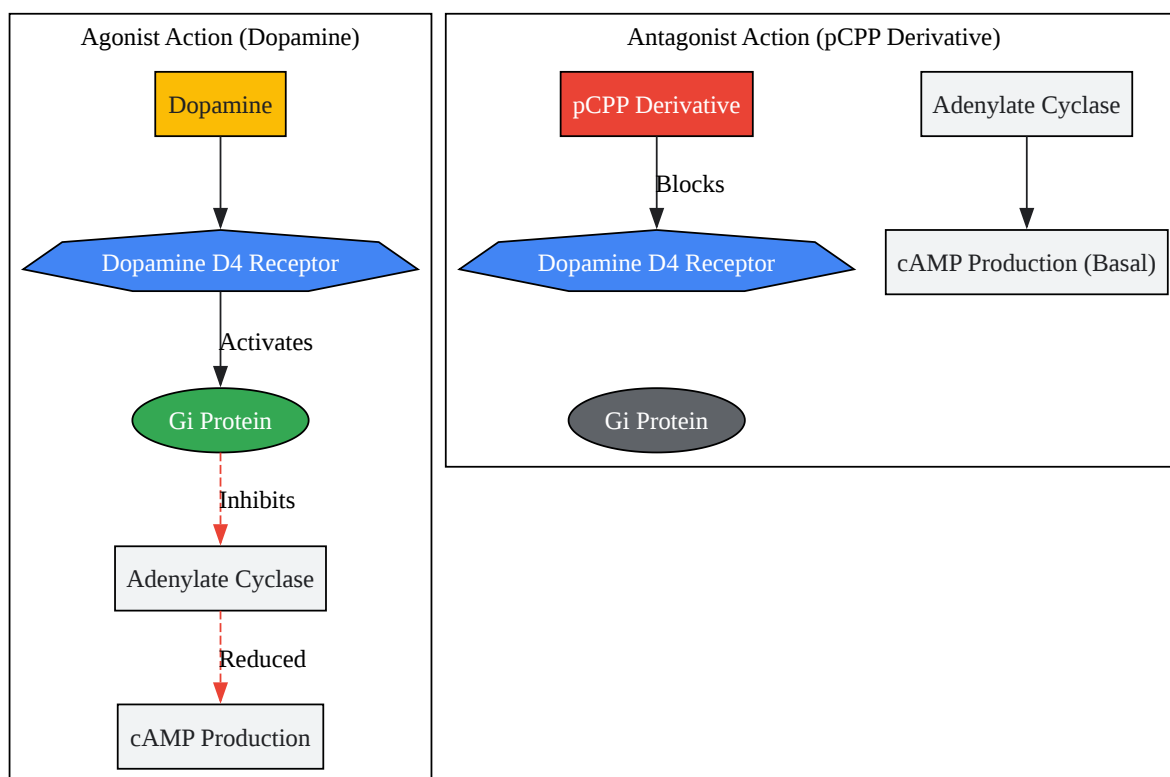 Agonist Action (Dopamine)
Dopamine
Dopamine D4 Receptor
Activates
Gi Protein
Inhibits
Adenylate Cyclase
Reduced
cAMP Production
Antagonist Action (pCPP Derivative)
pCPP Derivative
Blocks
Dopamine D4 Receptor
Gi Protein
Adenylate Cyclase
cAMP Production (Basal)